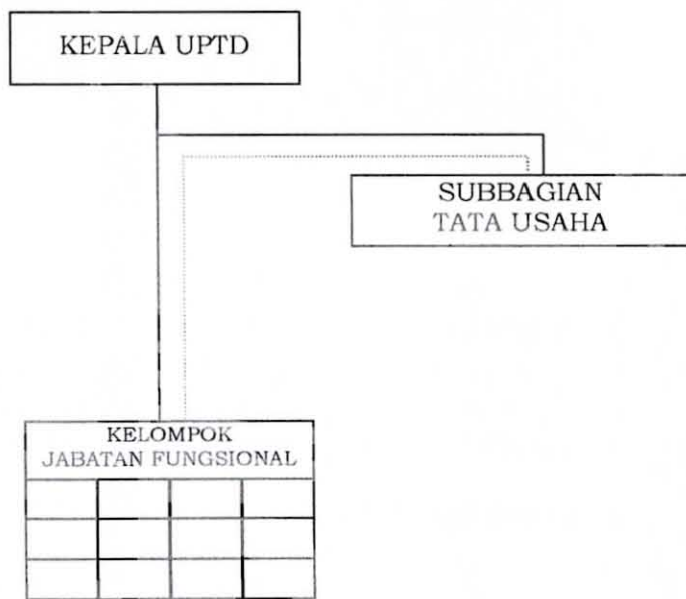 KEPALA UPTD
SUBBAGIAN
TATA USAHA
KELOMPOK
JABATAN FUNGSIONAL